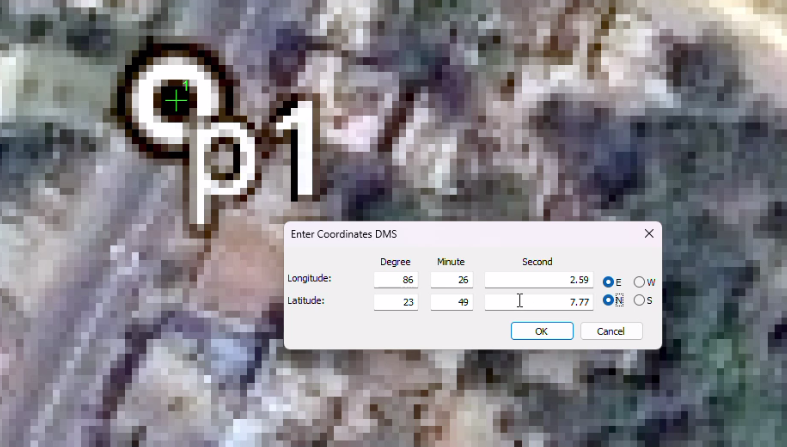 1
p1
Enter Coordinates DMS
Degree Minute Second
Longitude: 86 26 2.59 E W
Latitude: 23 49 7.77 N S
OK Cancel